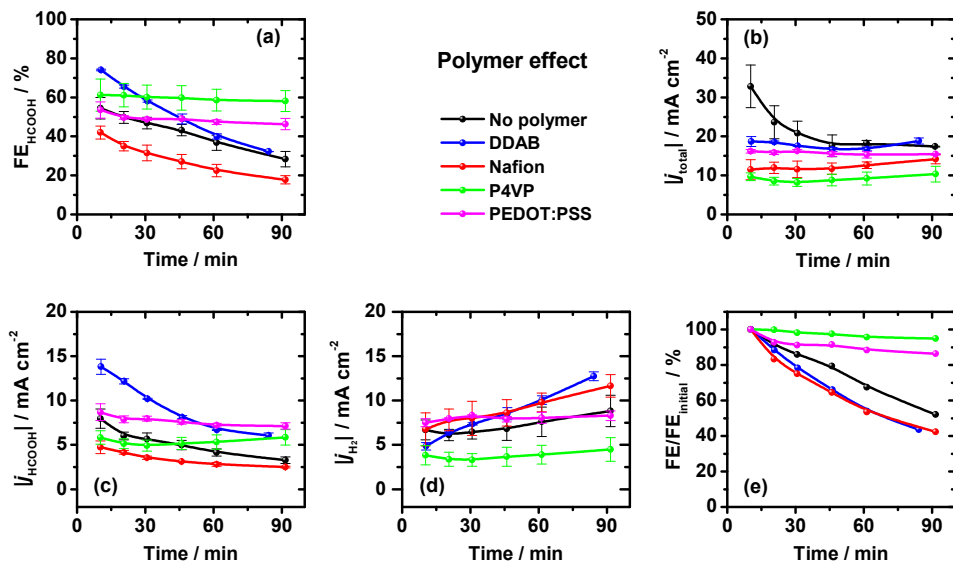 (a)
100
80
60
40
20
0
0 30 60 90
FE_HCOOH / %
Time / min
Polymer effect
No polymer
DDAB
Nafion
P4VP
PEDOT:PSS
(b)
50
40
30
20
10
0
0 30 60 90
|j_total| / mA cm⁻²
Time / min
(c)
20
15
10
5
0
0 30 60 90
|j_HCOOH| / mA cm⁻²
Time / min
(d)
20
15
10
5
0
0 30 60 90
|j_H₂| / mA cm⁻²
Time / min
(e)
100
80
60
40
20
0
0 30 60 90
FE/FE_initial / %
Time / min